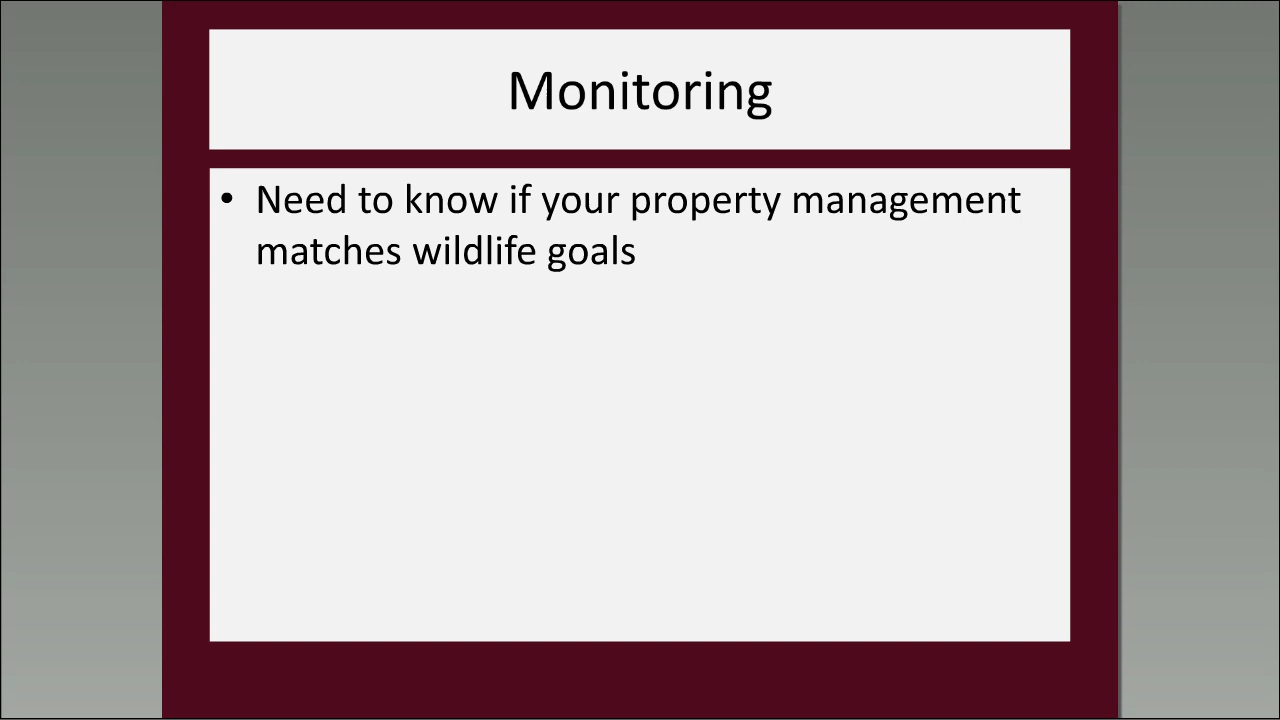 Monitoring
• Need to know if your property management
matches wildlife goals